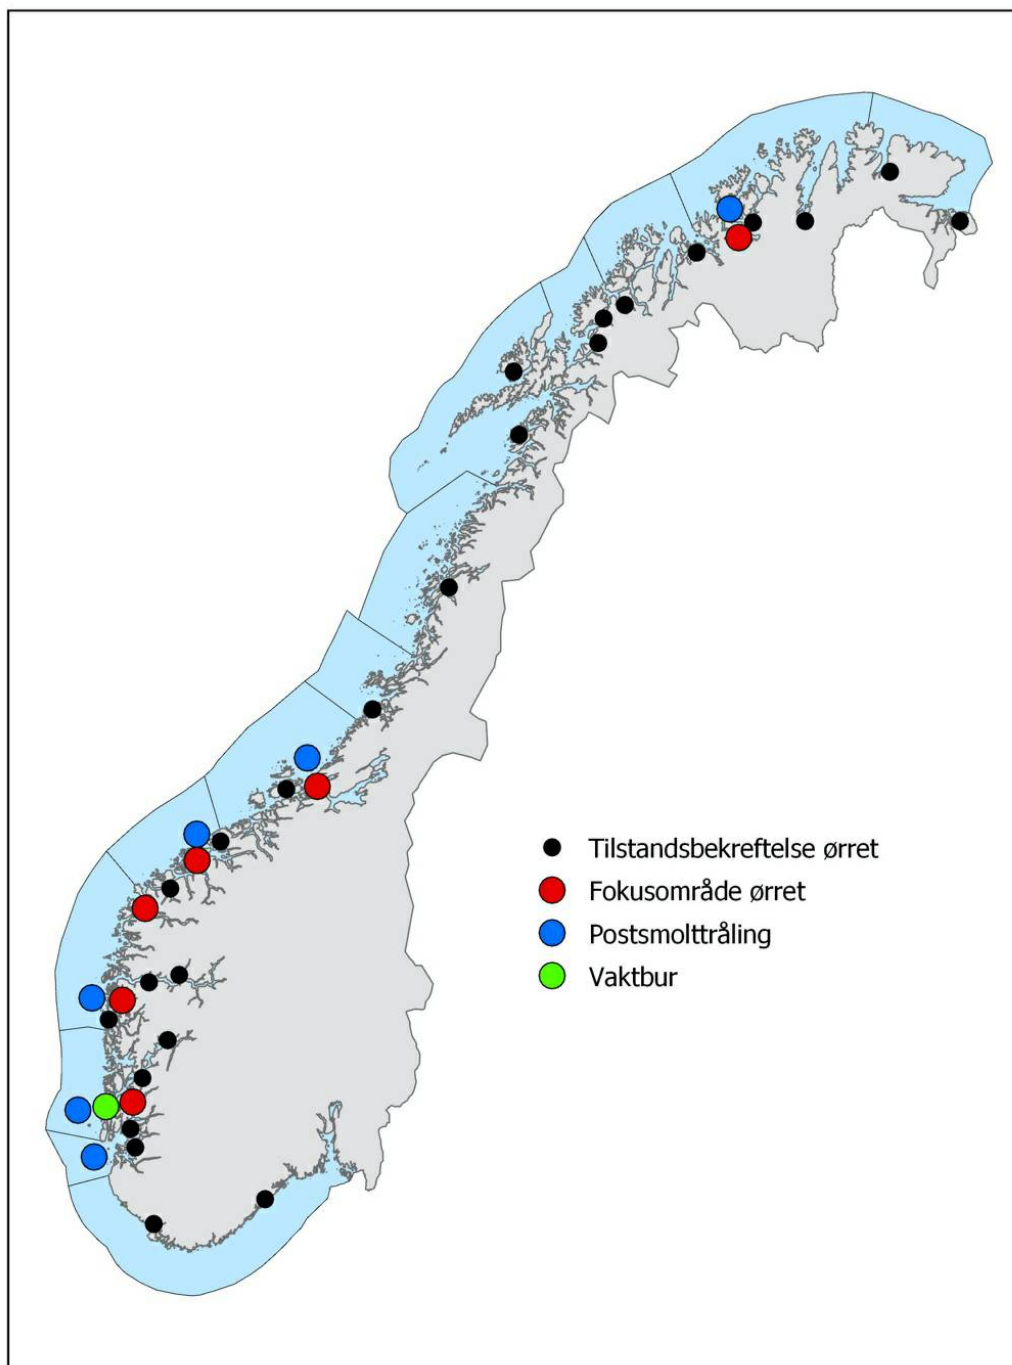 Tilstandsbekreftelse ørret
Fokusområde ørret
Postsmolttråling
Vaktbur